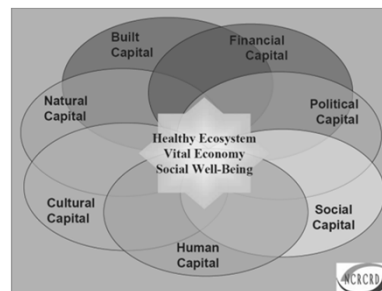 Built
Capital
Financial
Capital
Natural
Capital
Political
Capital
Healthy Ecosystem
Vital Economy
Social Well-Being
Cultural
Capital
Social
Capital
Human
Capital
NCRCRD